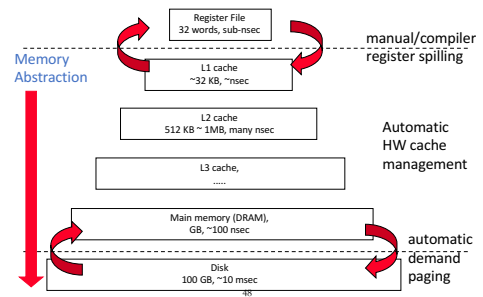 Register File
32 words, sub-nsec
manual/compiler
register spilling
Memory
Abstraction
L1 cache
~32 KB, ~nsec
L2 cache
512 KB ~ 1MB, many nsec
Automatic
HW cache
management
L3 cache,
.....
Main memory (DRAM),
GB, ~100 nsec
automatic
demand
paging
Disk
100 GB, ~10 msec
48